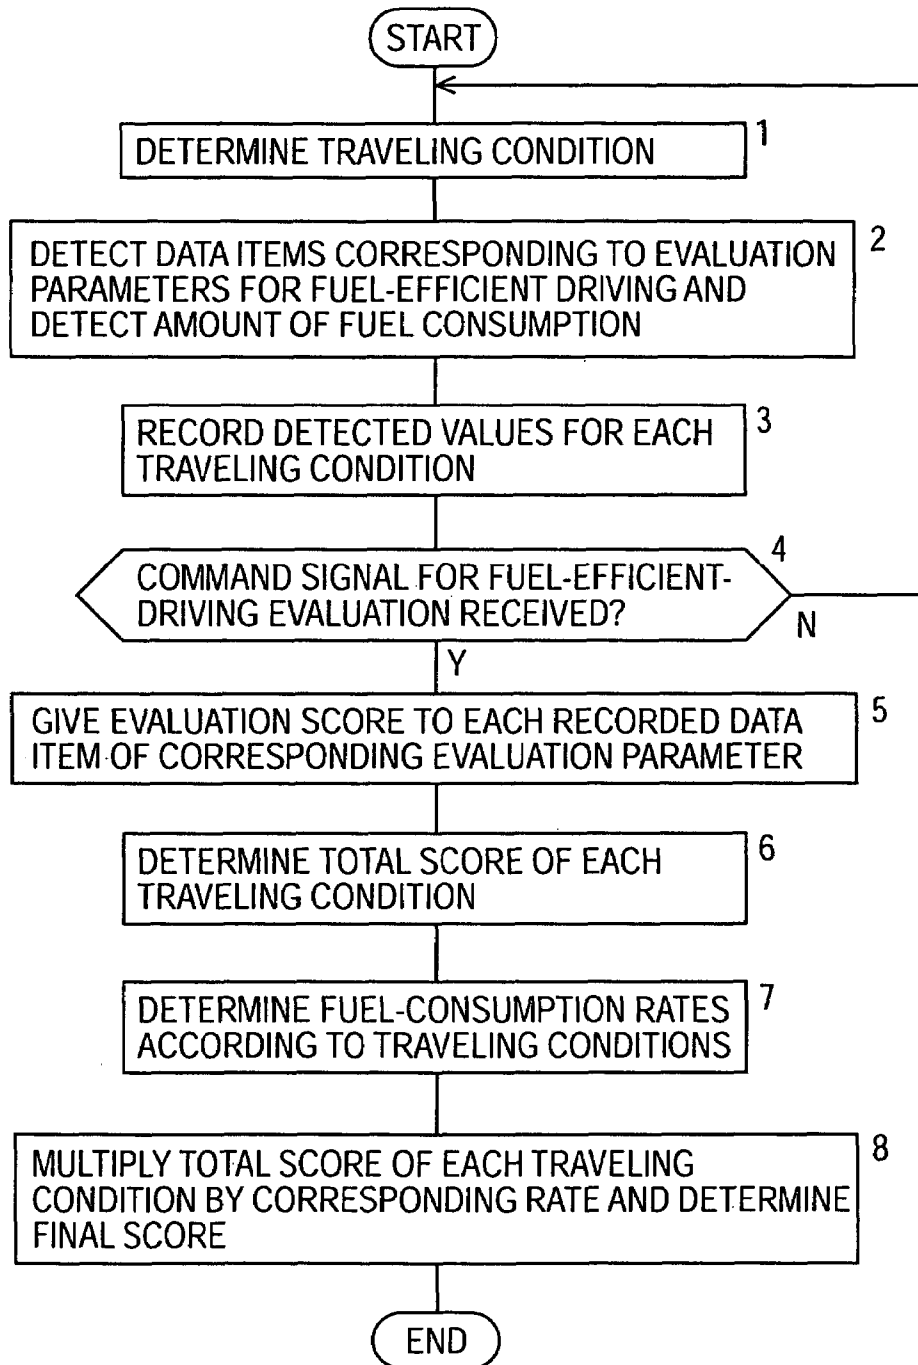 START
DETERMINE TRAVELING CONDITION
1
DETECT DATA ITEMS CORRESPONDING TO EVALUATION
PARAMETERS FOR FUEL-EFFICIENT DRIVING AND
DETECT AMOUNT OF FUEL CONSUMPTION
2
RECORD DETECTED VALUES FOR EACH
TRAVELING CONDITION
3
COMMAND SIGNAL FOR FUEL-EFFICIENT-
DRIVING EVALUATION RECEIVED?
4
N
Y
GIVE EVALUATION SCORE TO EACH RECORDED DATA
ITEM OF CORRESPONDING EVALUATION PARAMETER
5
DETERMINE TOTAL SCORE OF EACH
TRAVELING CONDITION
6
DETERMINE FUEL-CONSUMPTION RATES
ACCORDING TO TRAVELING CONDITIONS
7
MULTIPLY TOTAL SCORE OF EACH TRAVELING
CONDITION BY CORRESPONDING RATE AND DETERMINE
FINAL SCORE
8
END